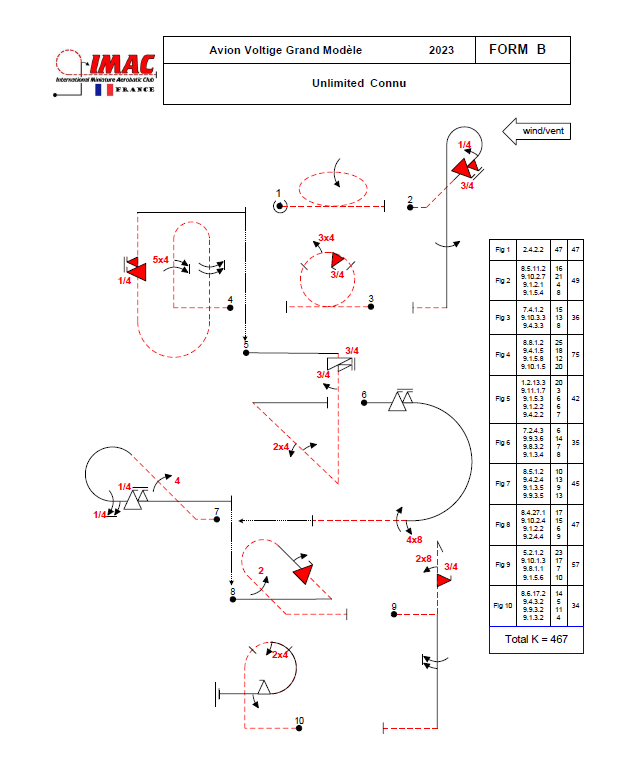 IMAC
International Miniature Aerobatic Club
FRANCE
Avion Voltige Grand Modèle 2023 FORM B
Unlimited Connu
wind/vent
1/4
3/4
1
2
3x4
3/4
3
5x4
1/4
4
5
3/4
3/4
6
2x4
4
1/4
1/4
7
4x8
2x8
3/4
2
8
9
2x4
10
Fig 1 2.4.2.2 47 47
Fig 2 8.5.11.2 16 49
9.10.2.7 21
9.1.2.1 4
9.1.5.4 8
Fig 3 7.4.1.2 15 36
9.10.3.3 13
9.4.3.3 8
Fig 4 8.8.1.2 25 75
9.4.1.5 18
9.1.5.8 12
9.10.1.5 20
Fig 5 1.2.13.3 20 42
9.11.1.7 3
9.1.5.3 6
9.1.2.2 6
9.4.2.2 7
Fig 6 7.2.4.3 6 35
9.9.3.6 14
9.8.3.2 7
9.1.3.4 8
Fig 7 8.5.1.2 10 45
9.4.2.4 13
9.1.3.5 9
9.9.3.5 13
Fig 8 8.4.27.1 17 47
9.10.2.4 15
9.1.2.2 6
9.2.4.4 9
Fig 9 5.2.1.2 23 57
9.10.1.3 17
9.8.1.1 7
9.1.5.6 10
Fig 10 8.6.17.2 14 34
9.4.3.2 5
9.9.3.2 11
9.1.3.2 4
Total K = 467